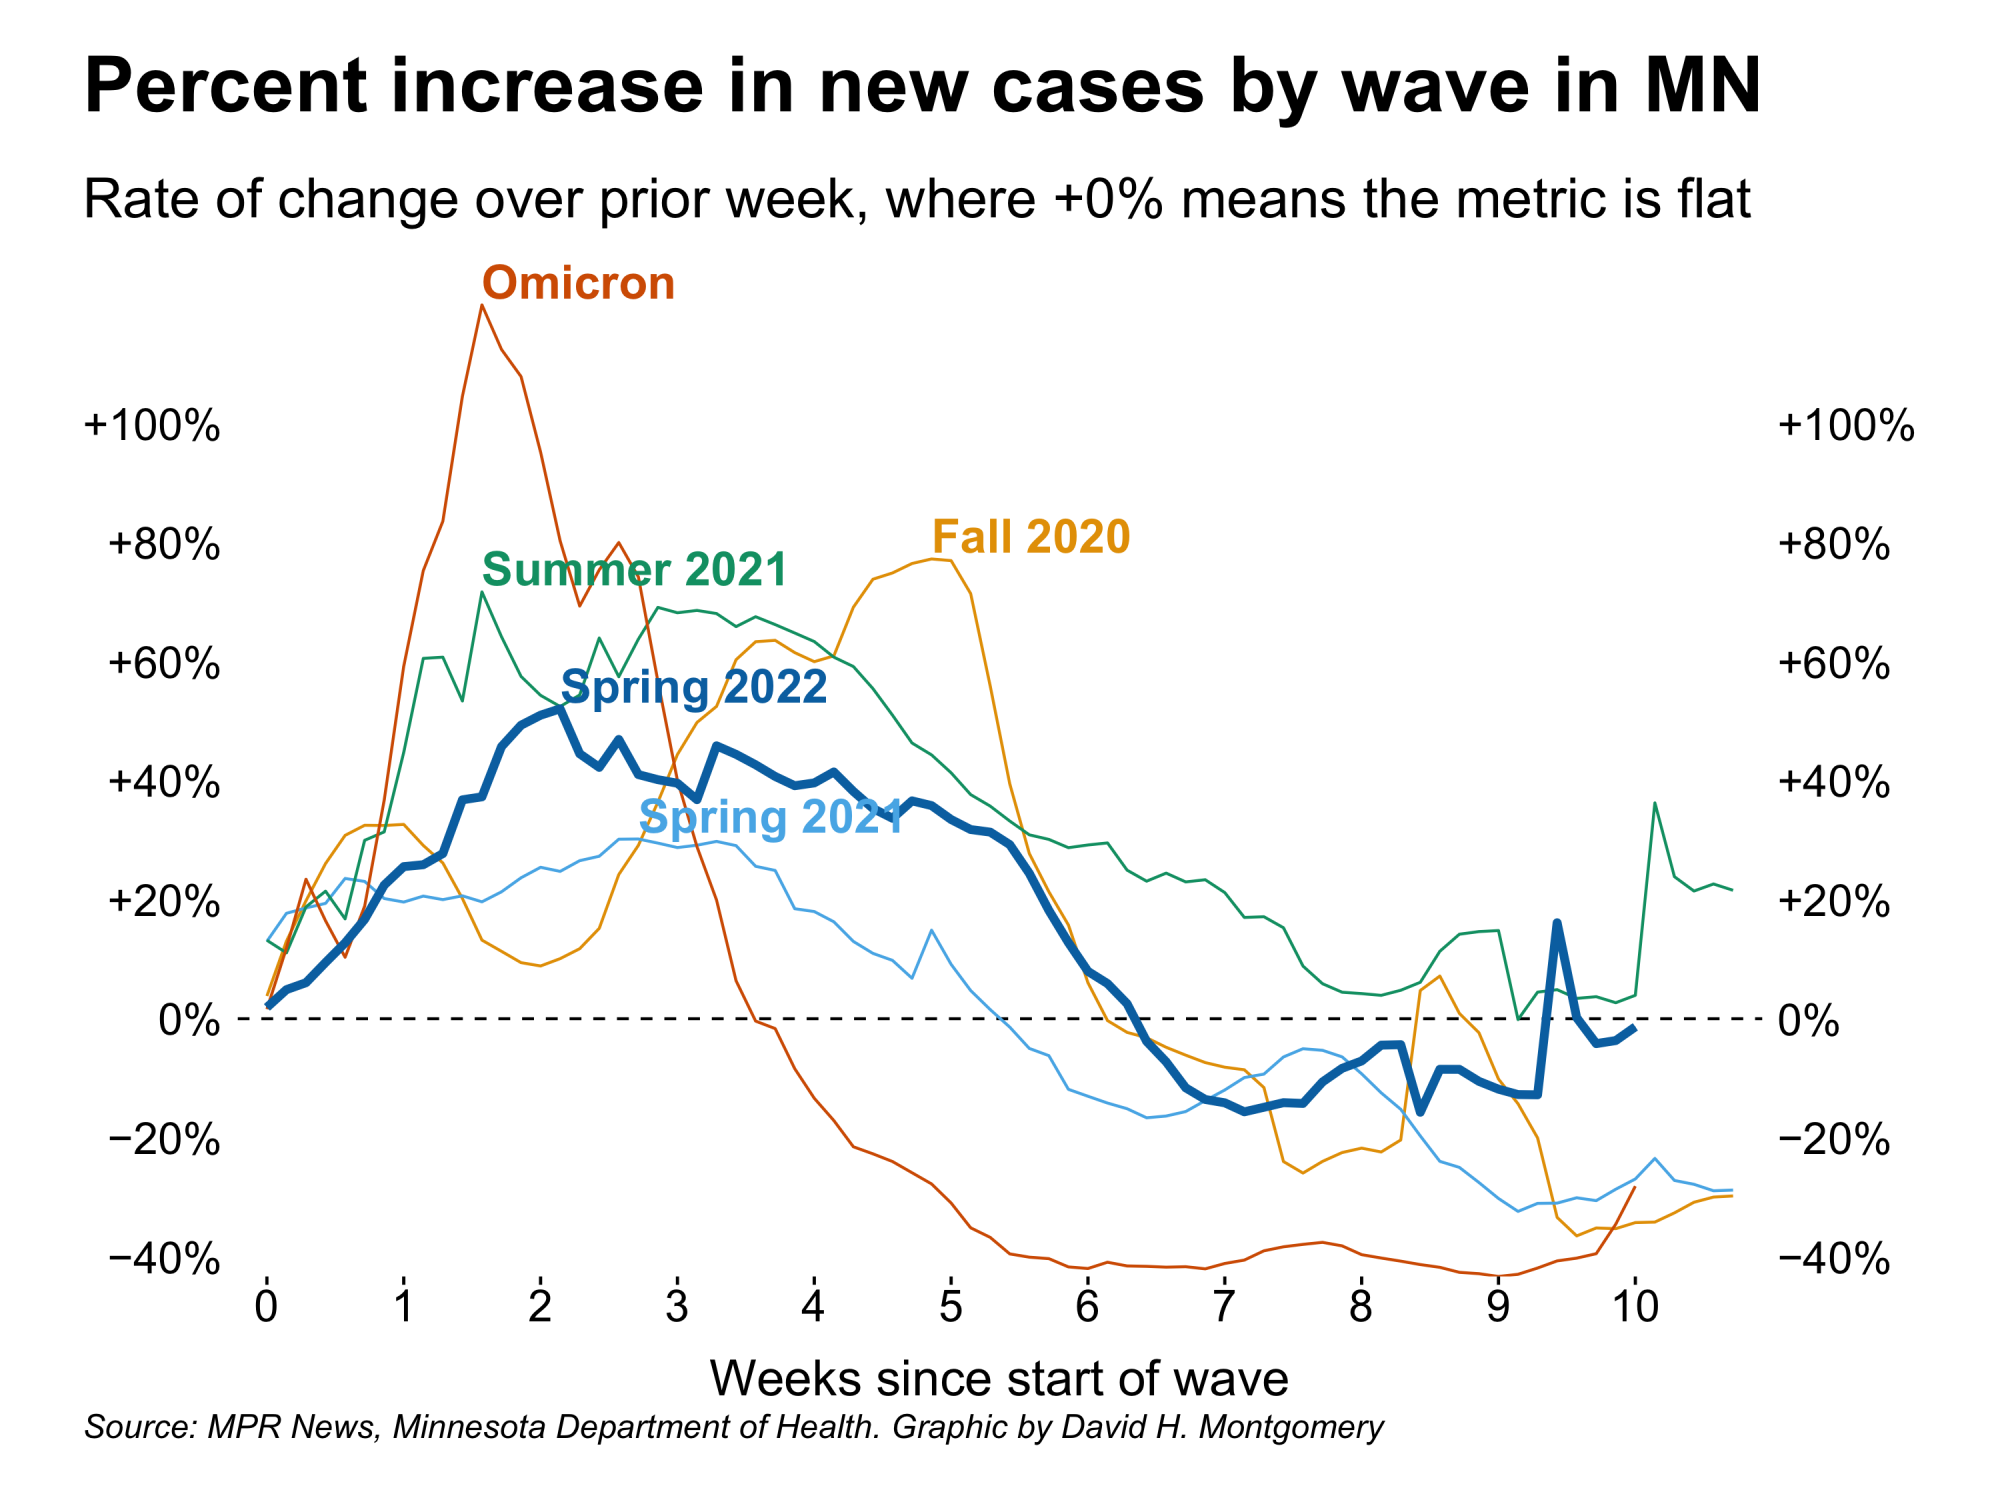 Percent increase in new cases by wave in MN
Rate of change over prior week, where +0% means the metric is flat
Omicron
+100%
+100%
Fall 2020
+80%
+80%
Summer 2021
+60%
+60%
Spring 2022
+40%
+40%
Spring 2021
+20%
+20%
0%
0%
−20%
−20%
−40%
−40%
0 1 2 3 4 5 6 7 8 9 10
Weeks since start of wave
Source: MPR News, Minnesota Department of Health. Graphic by David H. Montgomery